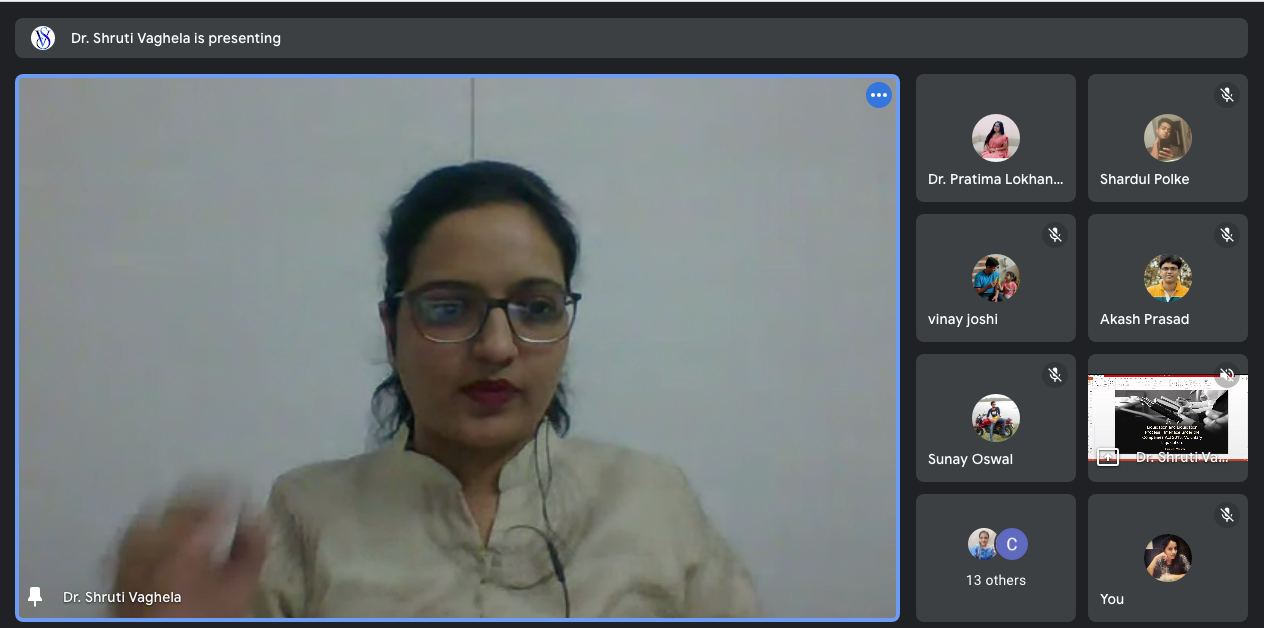 Dr. Shruti Vaghela is presenting
Dr. Pratima Lokhan...
Shardul Polke
vinay joshi
Akash Prasad
Sunay Oswal
Dr. Shruti Va...
C
13 others
You
Dr. Shruti Vaghela